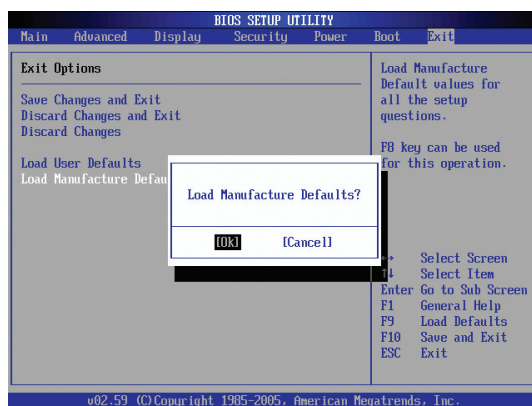 BIOS SETUP UTILITY
Main Advanced Display Security Power Boot Exit
Exit Options
Save Changes and Exit
Discard Changes and Exit
Discard Changes
Load User Defaults
Load Manufacture Defau
Load Manufacture Defaults?
[Ok] [Cancel]
Load Manufacture
Default values for
all the setup
questions.
F8 key can be used
for this operation.
↔ Select Screen
↑↓ Select Item
Enter Go to Sub Screen
F1 General Help
F9 Load Defaults
F10 Save and Exit
ESC Exit
v02.59 (C)Copyright 1985-2005, American Megatrends, Inc.